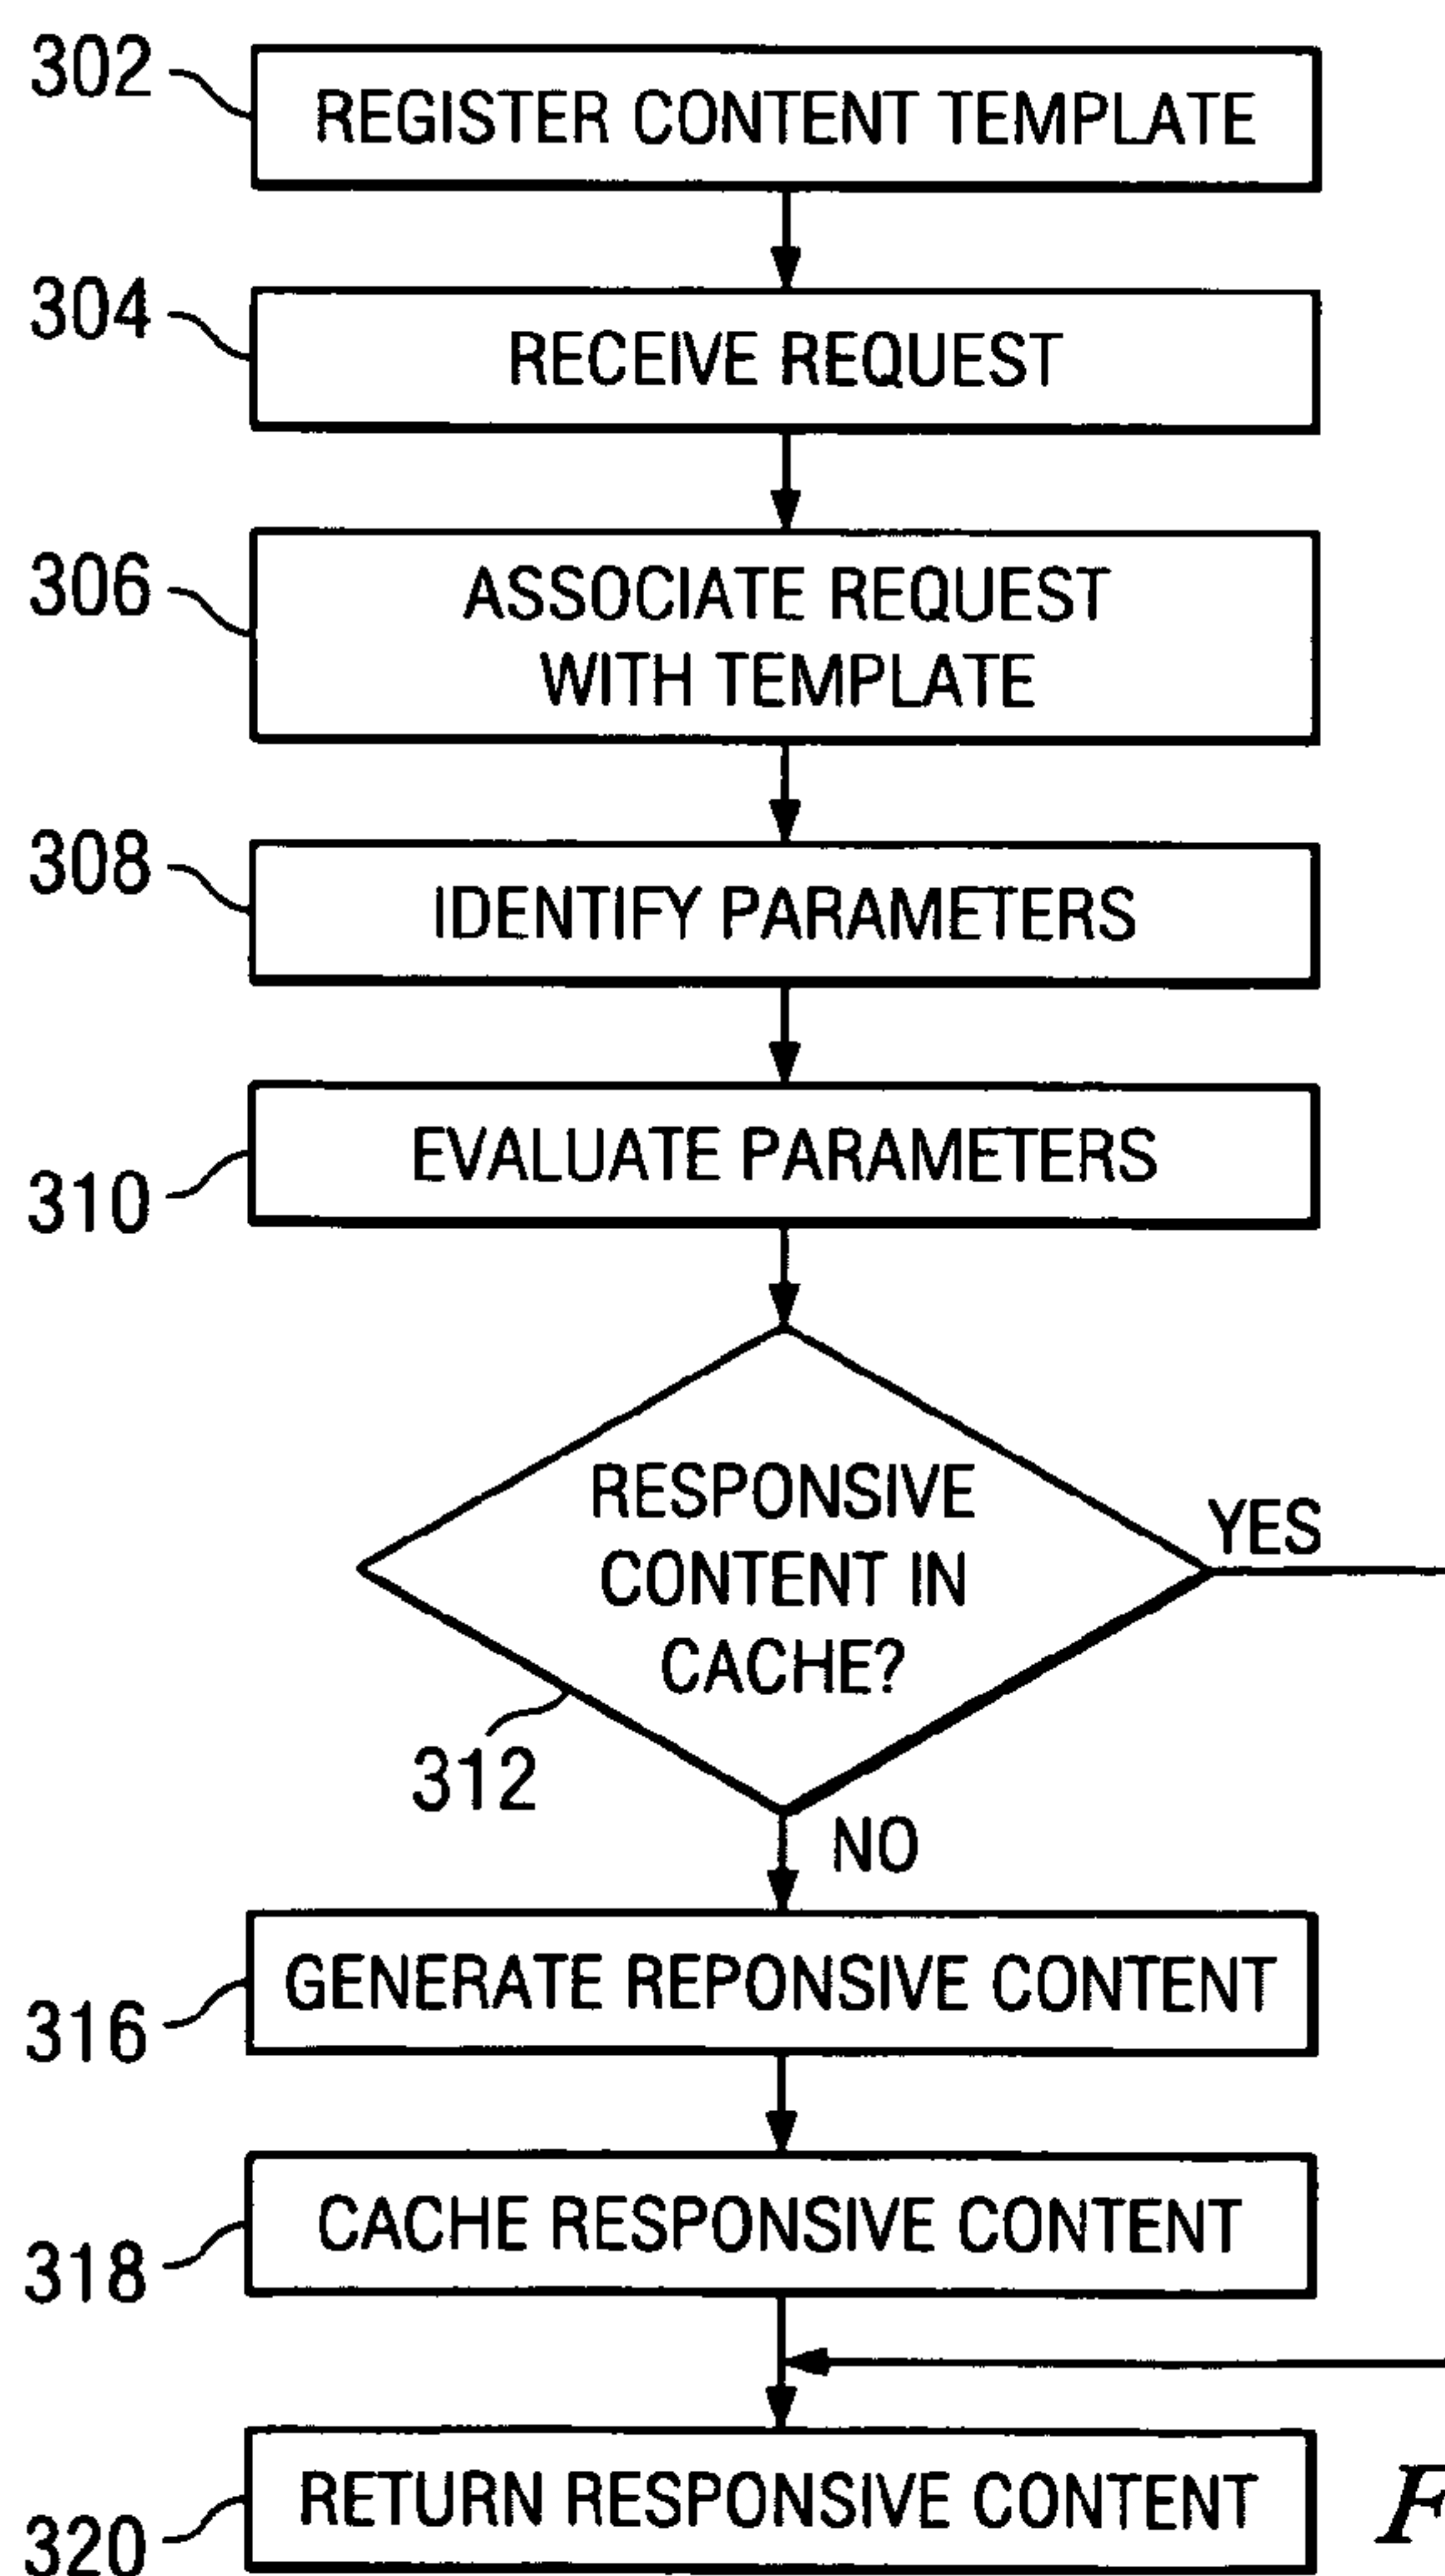 302
REGISTER CONTENT TEMPLATE
304
RECEIVE REQUEST
306
ASSOCIATE REQUEST
WITH TEMPLATE
308
IDENTIFY PARAMETERS
310
EVALUATE PARAMETERS
RESPONSIVE
CONTENT IN
CACHE?
YES
312
NO
316
GENERATE REPONSIVE CONTENT
318
CACHE RESPONSIVE CONTENT
320
RETURN RESPONSIVE CONTENT
F